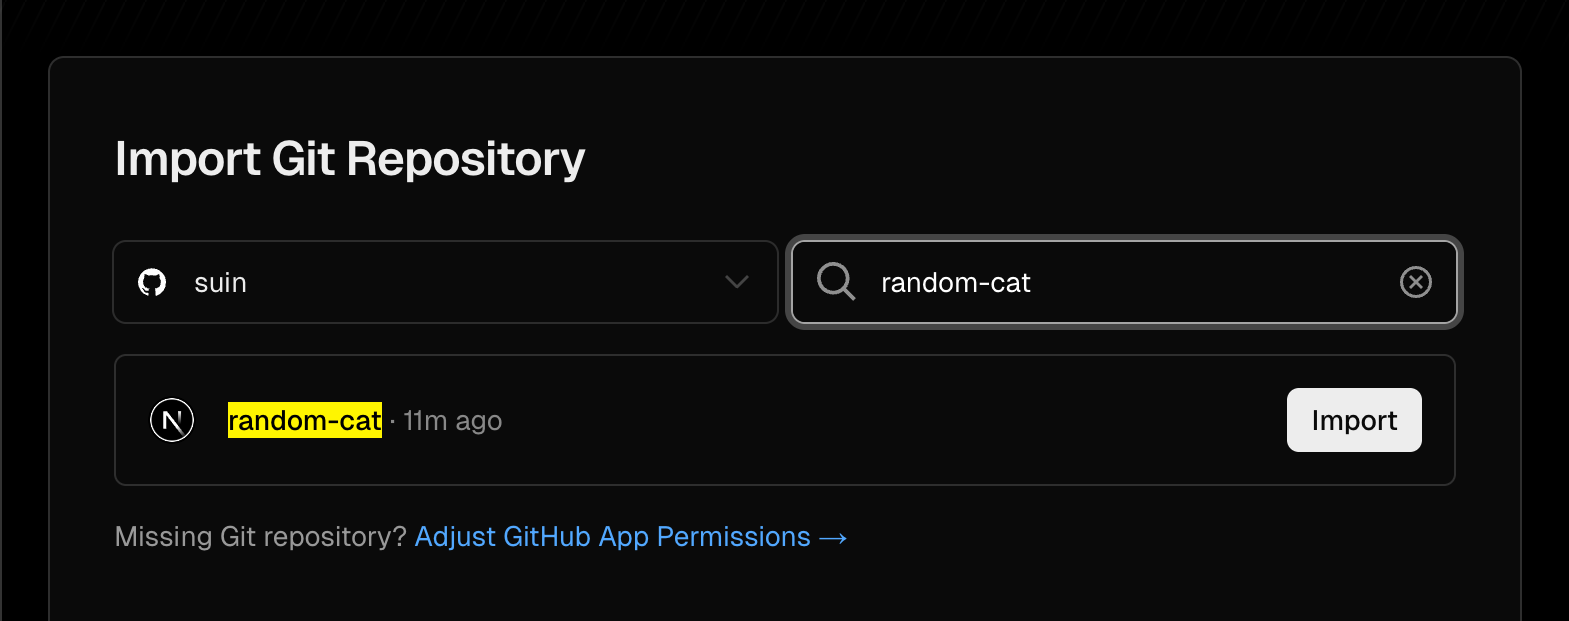 Import Git Repository
suin
random-cat
random-cat · 11m ago
Import
Missing Git repository? Adjust GitHub App Permissions →